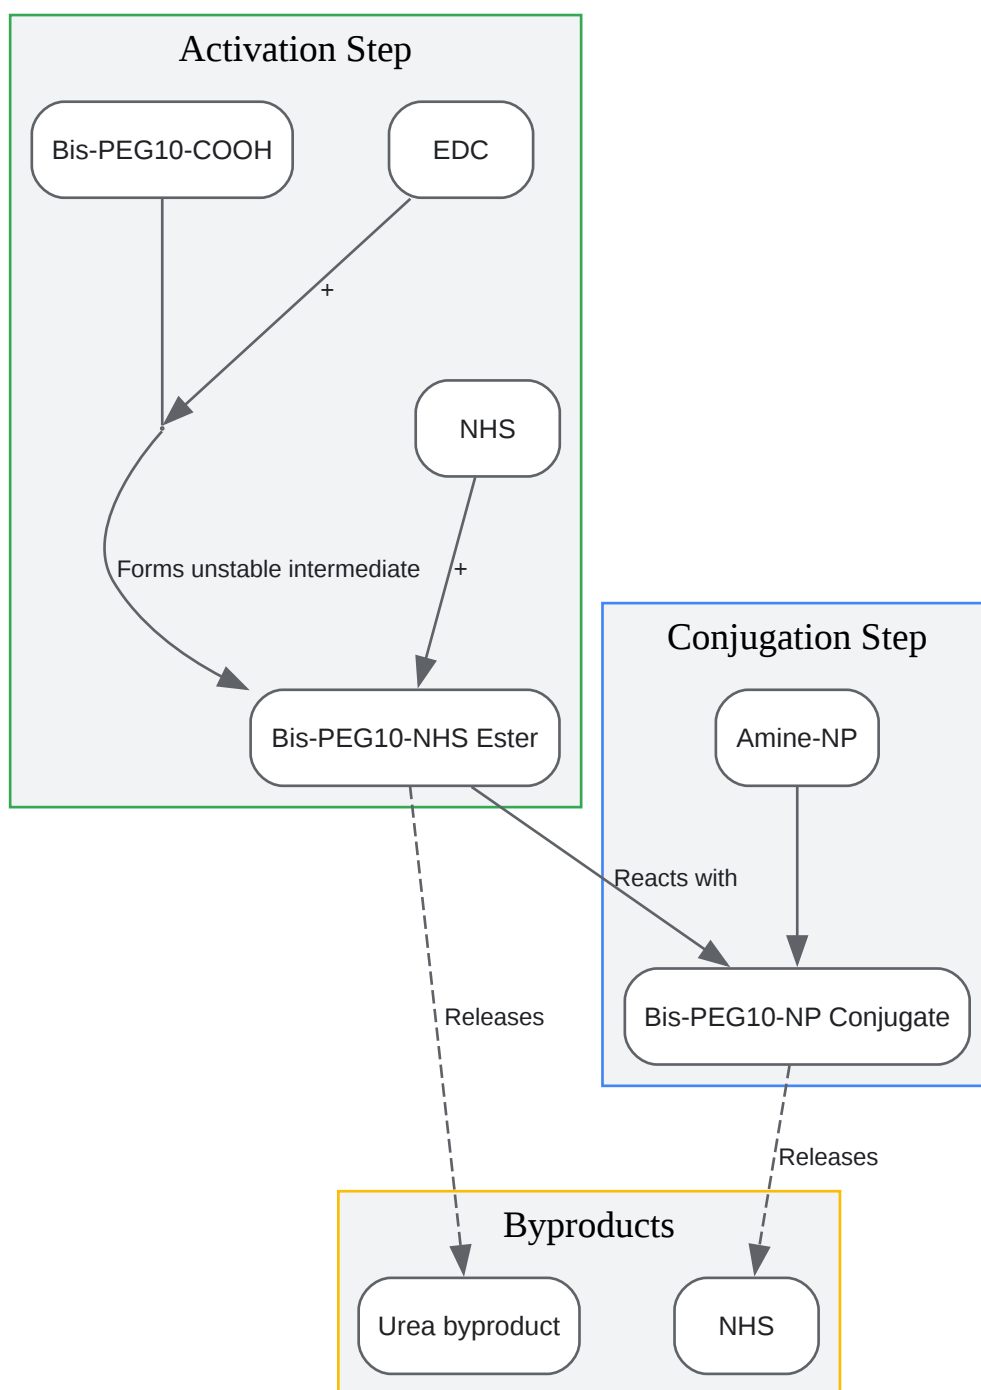 Activation Step
Bis-PEG10-COOH
EDC
+
NHS
Forms unstable intermediate
+
Bis-PEG10-NHS Ester
Conjugation Step
Amine-NP
Reacts with
Bis-PEG10-NP Conjugate
Releases
Releases
Byproducts
Urea byproduct
NHS